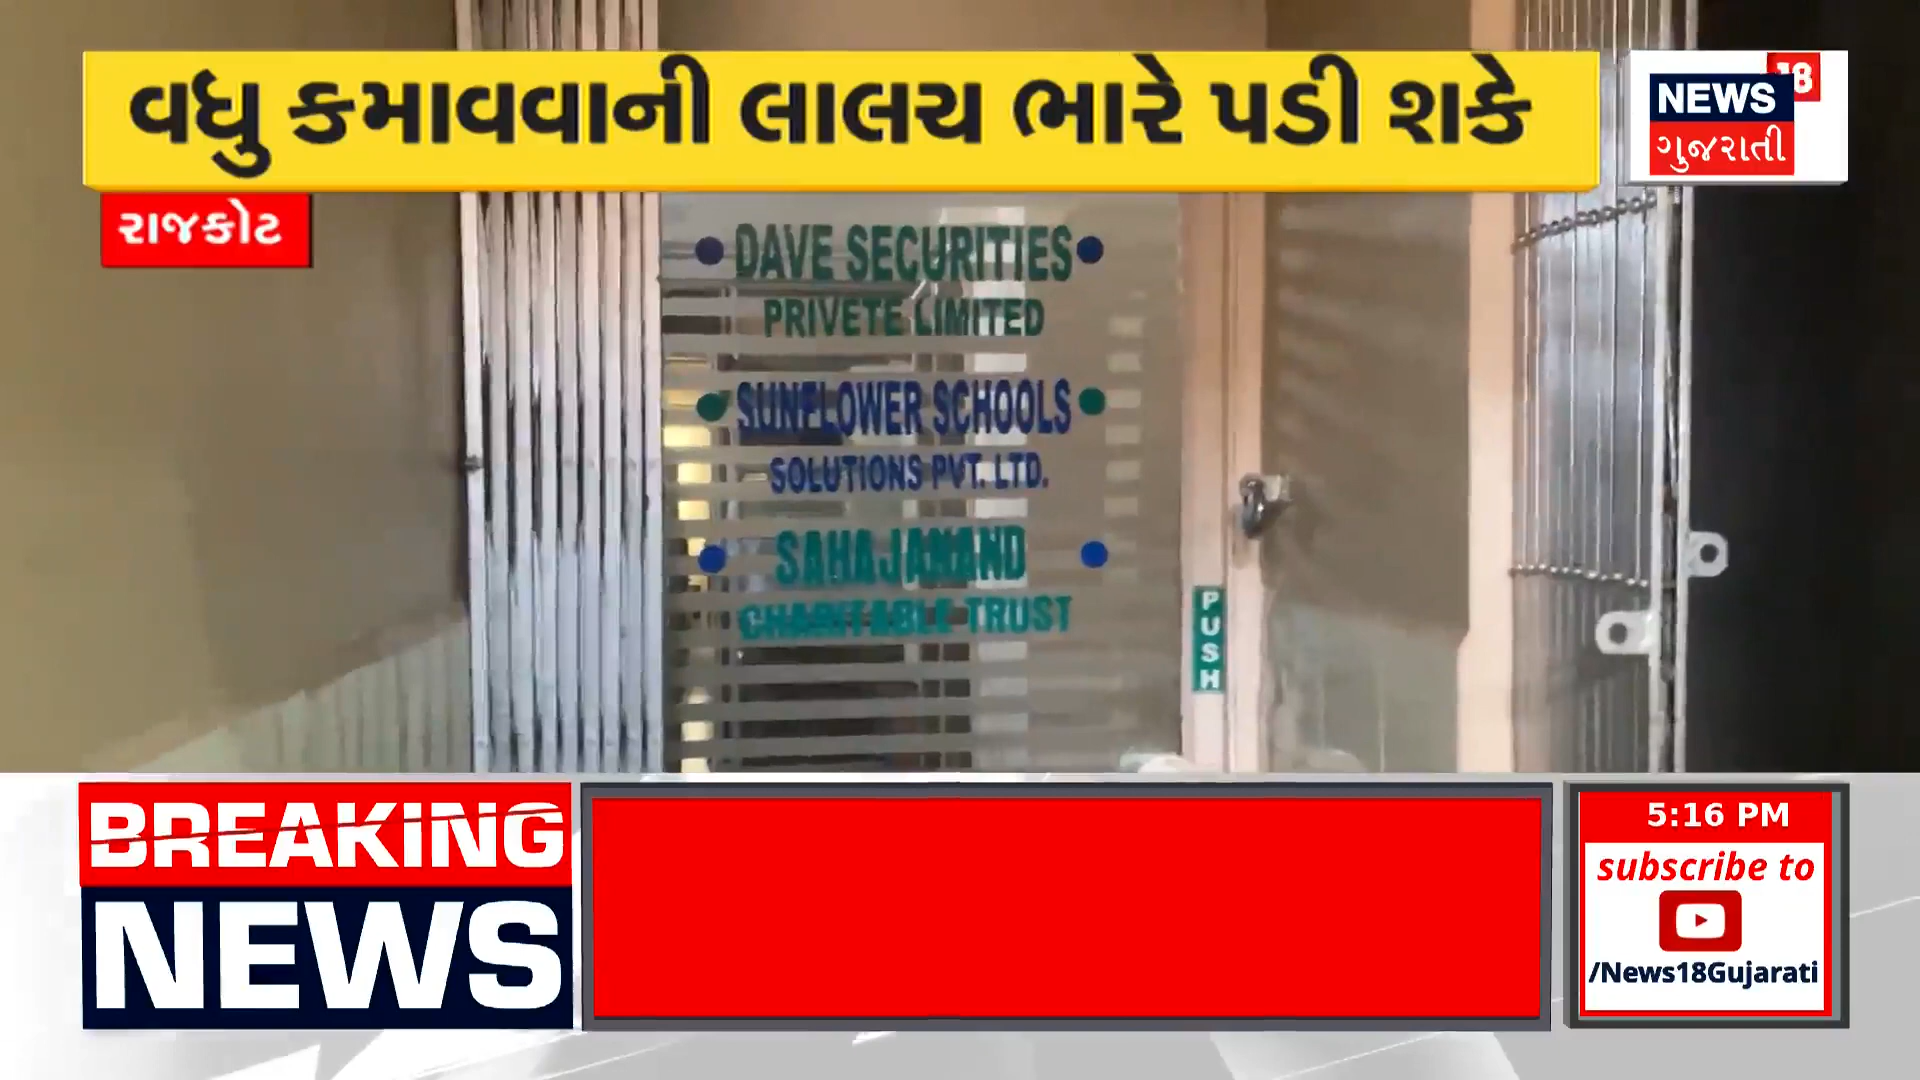 વધુ કમાવવાની લાલચ ભારે પડી શકે
NEWS 18
ગુજરાતી
રાજકોટ
DAVE SECURITIES
PRIVETE LIMITED
SUNFLOWER SCHOOLS
SOLUTIONS PVT. LTD.
SAHAJANAND
CHARITABLE TRUST
PUSH
BREAKING
NEWS
5:16 PM
subscribe to
/News18Gujarati